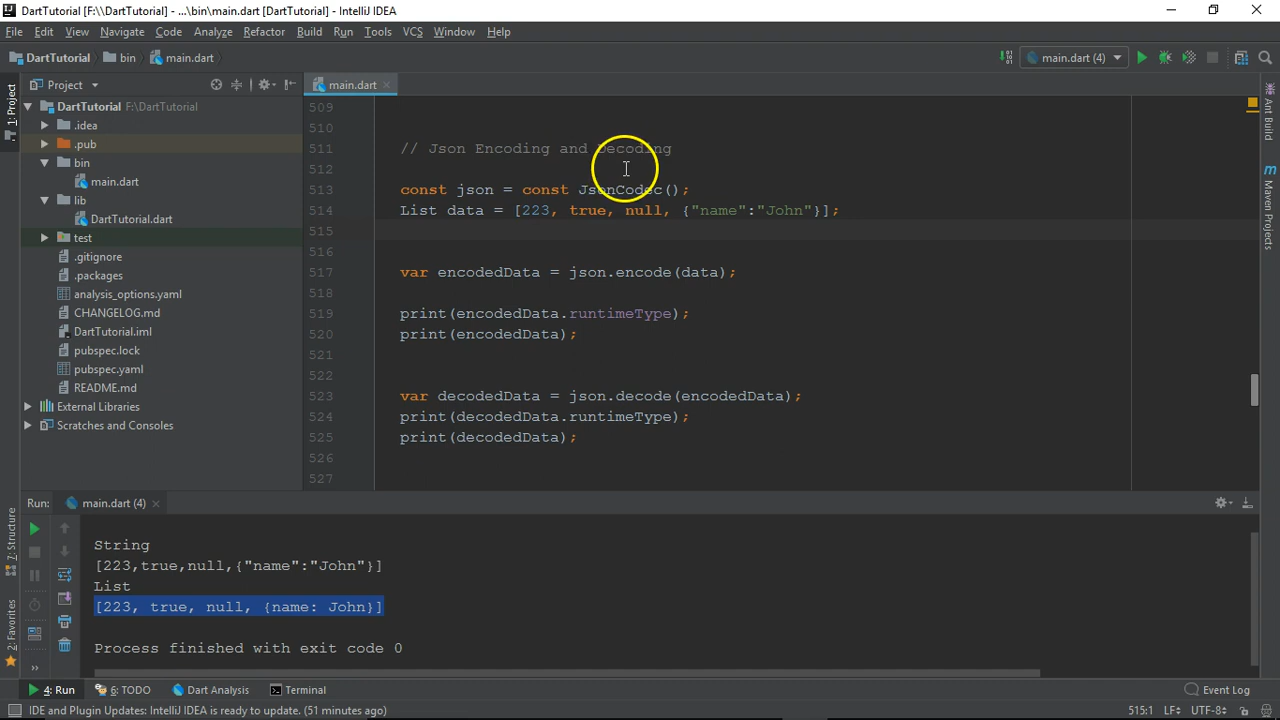 DartTutorial [F:\\DartTutorial] - ...\bin\main.dart [DartTutorial] - IntelliJ IDEA
File Edit View Navigate Code Analyze Refactor Build Run Tools VCS Window Help
DartTutorial bin main.dart main.dart (4)
1: Project
Project
main.dart
DartTutorial F:\DartTutorial
.idea
.pub
bin
main.dart
lib
DartTutorial.dart
test
.gitignore
.packages
analysis_options.yaml
CHANGELOG.md
DartTutorial.iml
pubspec.lock
pubspec.yaml
README.md
External Libraries
Scratches and Consoles
509
510
511 // Json Encoding and Decoding
512
513 const json = const JsonCodec();
514 List data = [223, true, null, {"name":"John"}];
515
516
517 var encodedData = json.encode(data);
518
519 print(encodedData.runtimeType);
520 print(encodedData);
521
522
523 var decodedData = json.decode(encodedData);
524 print(decodedData.runtimeType);
525 print(decodedData);
526
527
Ant Build
Maven Projects
7: Structure
2: Favorites
Run: main.dart (4)
String
[223,true,null,{"name":"John"}]
List
[223, true, null, {name: John}]
Process finished with exit code 0
4: Run 6: TODO Dart Analysis Terminal Event Log
IDE and Plugin Updates: IntelliJ IDEA is ready to update. (51 minutes ago) 515:1 LF UTF-8